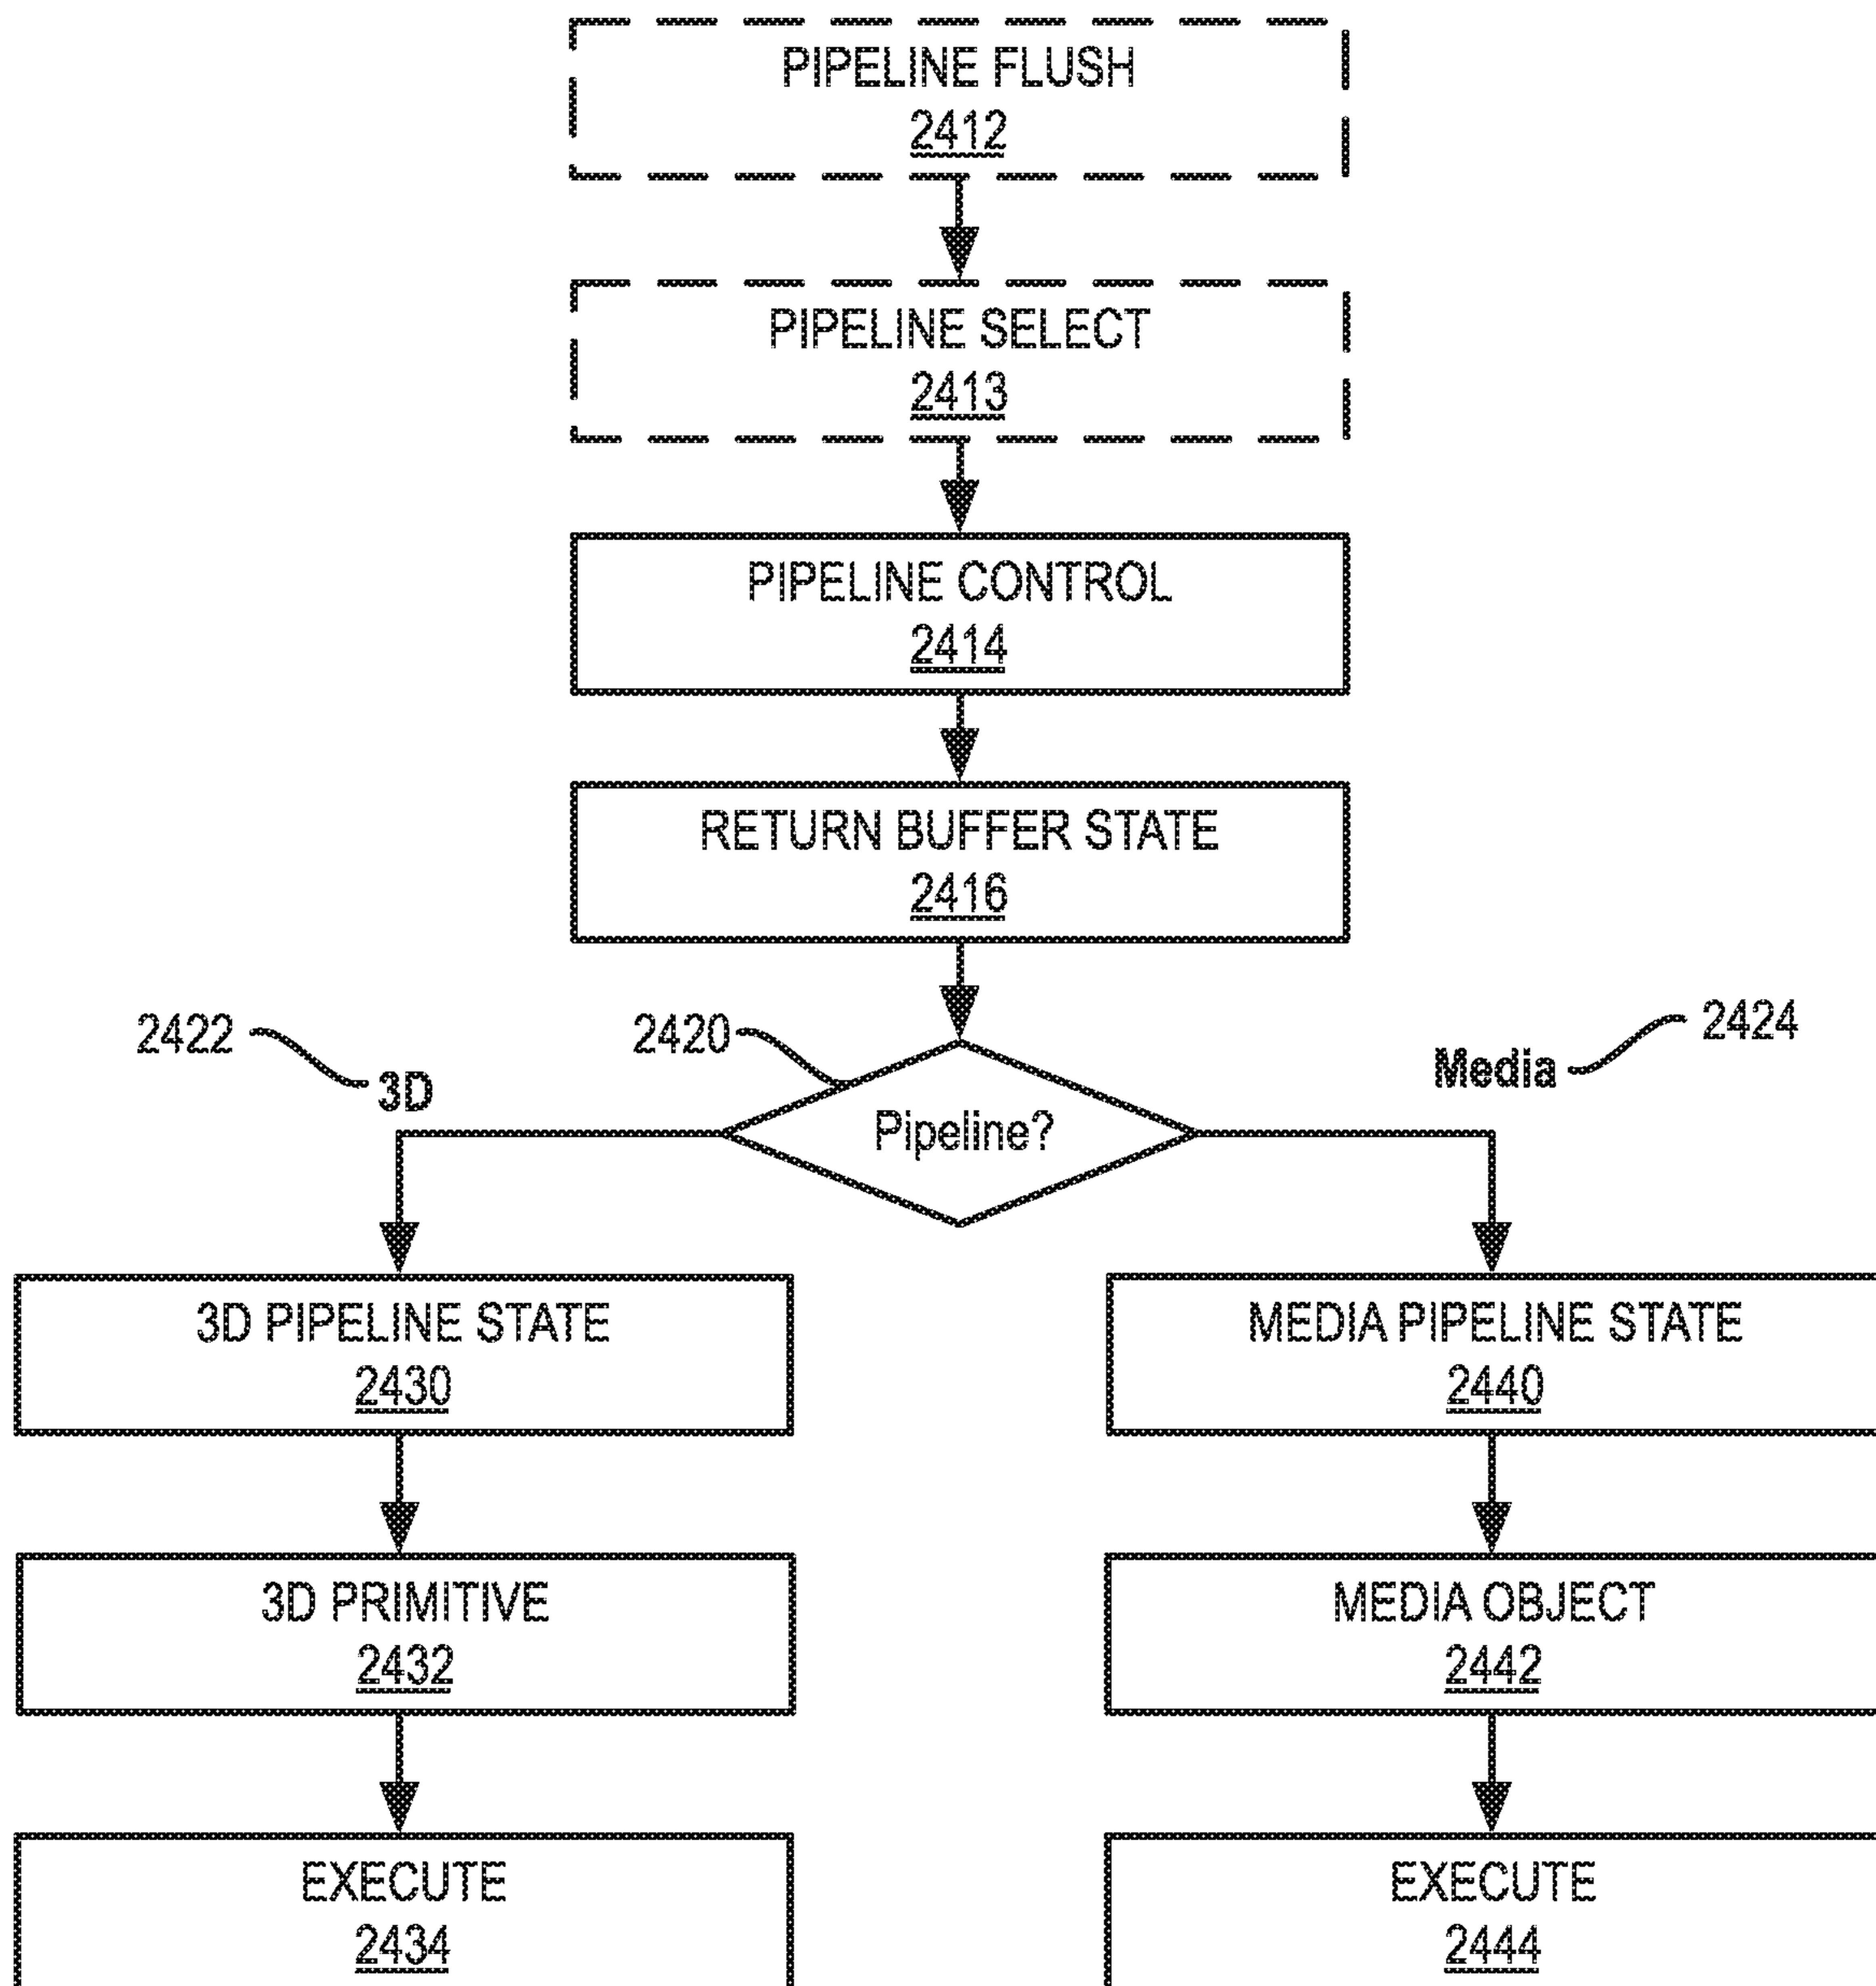 PIPELINE FLUSH
2412
PIPELINE SELECT
2413
PIPELINE CONTROL
2414
RETURN BUFFER STATE
2416
2422
3D
2420
Pipeline?
Media
2424
3D PIPELINE STATE
2430
MEDIA PIPELINE STATE
2440
3D PRIMITIVE
2432
MEDIA OBJECT
2442
EXECUTE
2434
EXECUTE
2444